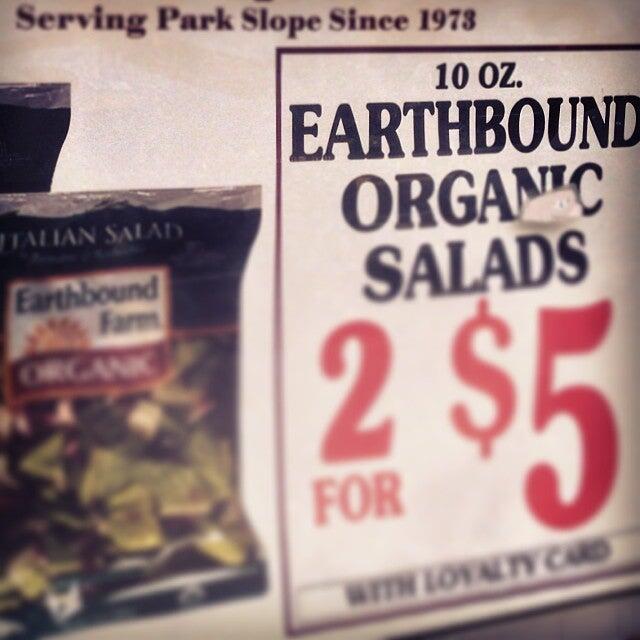 Serving Park Slope Since 1973
10 OZ.
EARTHBOUND
ORGANIC
SALADS
2 FOR $5
WITH LOYALTY CARD
ITALIAN SALAD
Earthbound
Farm
ORGANIC